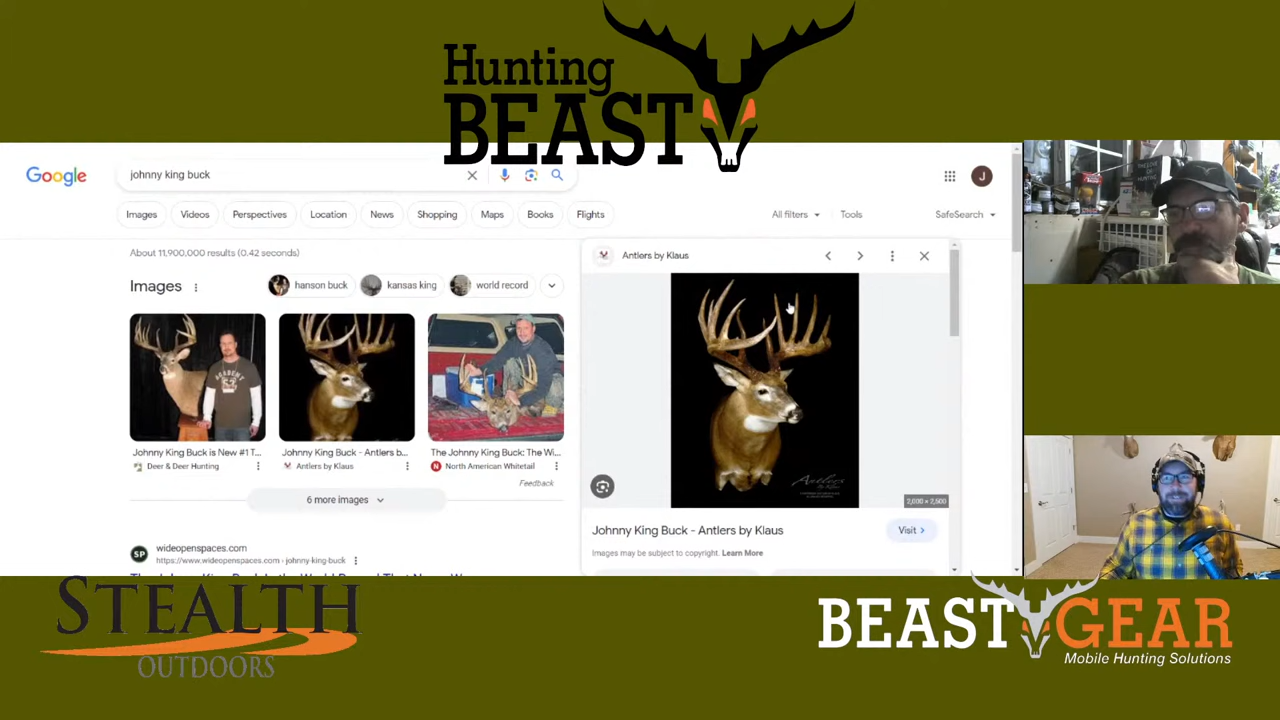 Hunting
BEAST
Google
johnny king buck
J
Images
Videos
Perspectives
Location
News
Shopping
Maps
Books
Flights
All filters
Tools
SafeSearch
About 11,900,000 results (0.42 seconds)
Images
hanson buck
kansas king
world record
Johnny King Buck is New #1 T...
Deer & Deer Hunting
Johnny King Buck - Antlers b...
Antlers by Klaus
The Johnny King Buck: The Wi...
North American Whitetail
Feedback
6 more images
SP
wideopenspaces.com
https://www.wideopenspaces.com › johnny-king-buck
Antlers by Klaus
2,000 × 2,500
Johnny King Buck - Antlers by Klaus
Visit
Images may be subject to copyright. Learn More
STEALTH
OUTDOORS
BEAST GEAR
Mobile Hunting Solutions